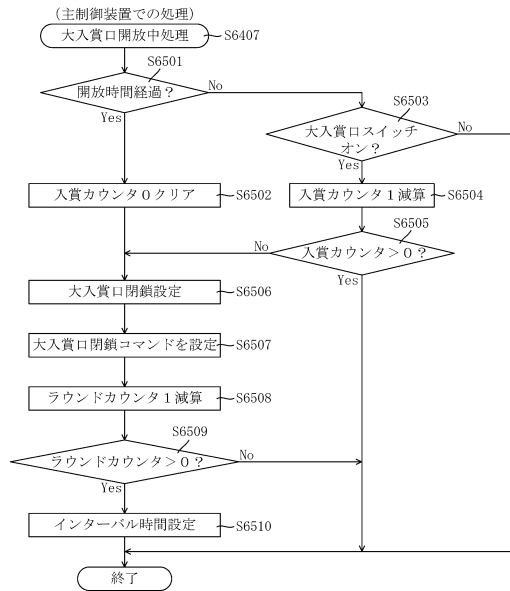 (主制御装置での処理)
大入賞口開放中処理
S6407
S6501
開放時間経過？
No
Yes
S6503
大入賞口スイッチ
オン？
No
Yes
入賞カウンタ０クリア
S6502
入賞カウンタ１減算
S6504
S6505
入賞カウンタ＞０？
No
Yes
大入賞口閉鎖設定
S6506
大入賞口閉鎖コマンドを設定
S6507
ラウンドカウンタ１減算
S6508
S6509
ラウンドカウンタ＞０？
No
Yes
インターバル時間設定
S6510
終了